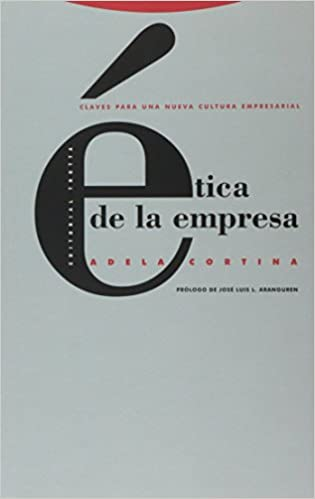 CLAVES PARA UNA NUEVA CULTURA EMPRESARIAL
EDITORIAL TROTTA
ética
de la empresa
ADELA CORTINA
PRÓLOGO DE JOSÉ LUIS L. ARANGUREN